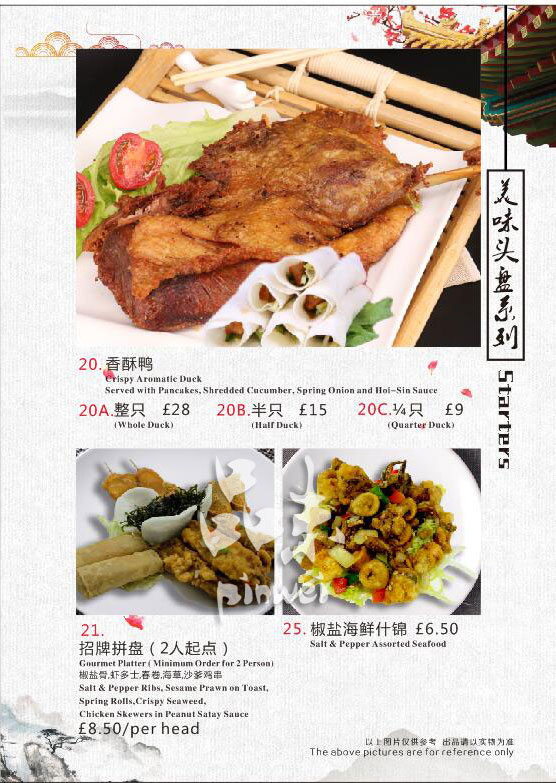 美味头盘系列
Starters
20.香酥鸭
Crispy Aromatic Duck
Served with Pancakes, Shredded Cucumber, Spring Onion and Hoi-Sin Sauce
20A.整只 £28 20B.半只 £15 20C.¼只 £9
(Whole Duck) (Half Duck) (Quarter Duck)
品味
pinwei
21.
招牌拼盘（2人起点）
Gourmet Platter ( Minimum Order for 2 Person)
椒盐骨,虾多士,春卷,海草,沙爹鸡串
Salt & Pepper Ribs, Sesame Prawn on Toast,
Spring Rolls,Crispy Seaweed,
Chicken Skewers in Peanut Satay Sauce
£8.50/per head
25. 椒盐海鲜什锦 £6.50
Salt & Pepper Assorted Seafood
以上图片仅供参考 出品请以实物为准
The above pictures are for reference only